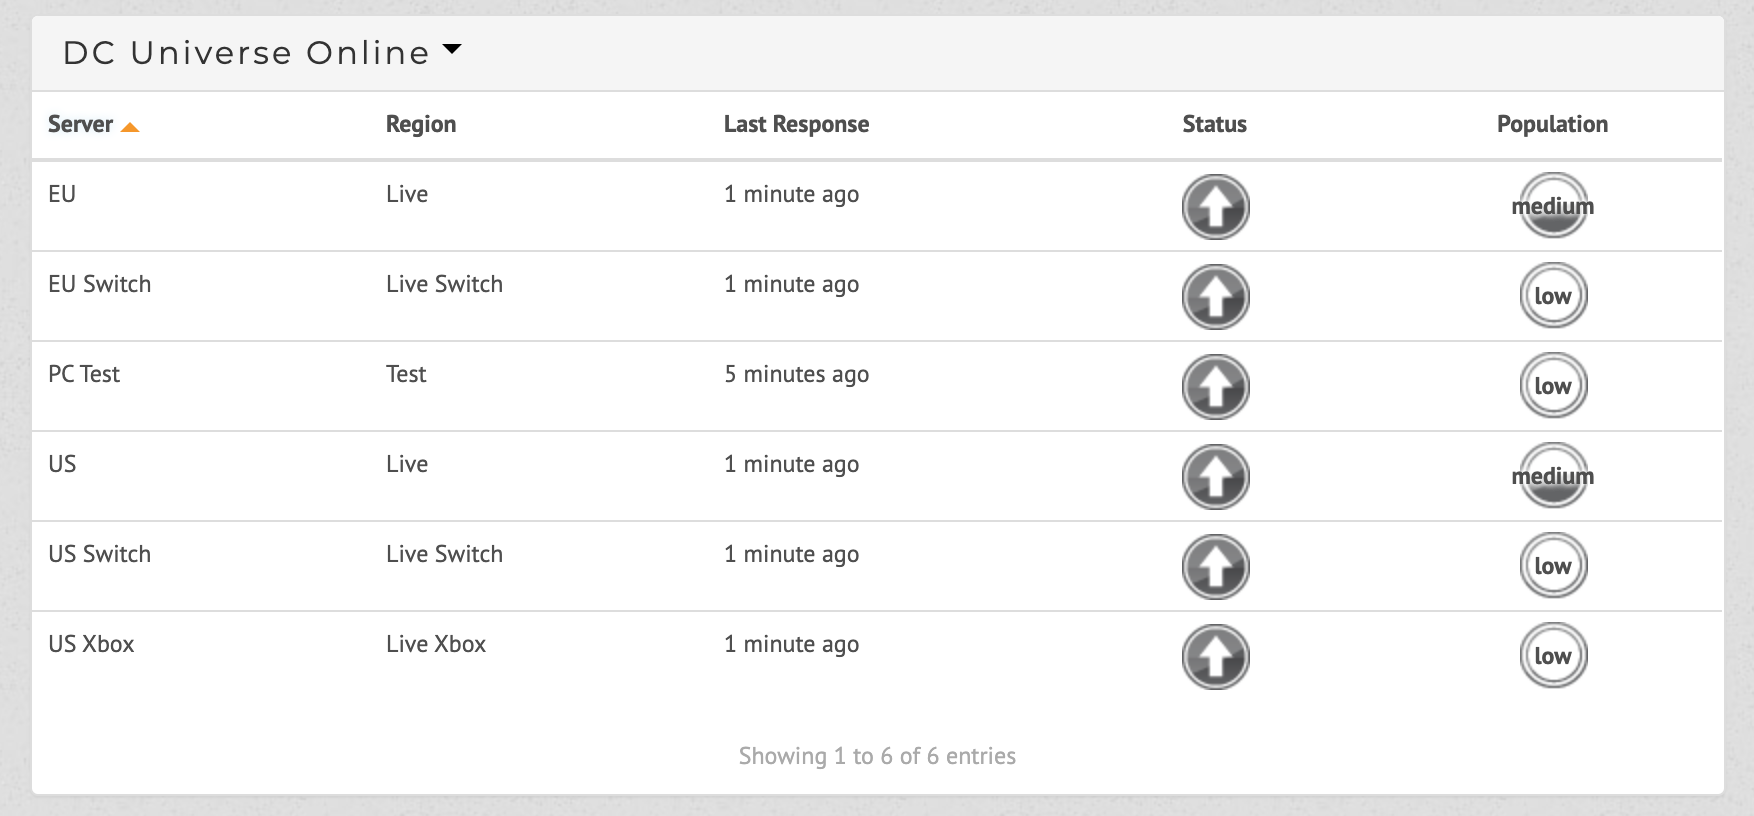 DC Universe Online
Server Region Last Response Status Population
EU Live 1 minute ago medium
EU Switch Live Switch 1 minute ago low
PC Test Test 5 minutes ago low
US Live 1 minute ago medium
US Switch Live Switch 1 minute ago low
US Xbox Live Xbox 1 minute ago low
Showing 1 to 6 of 6 entries